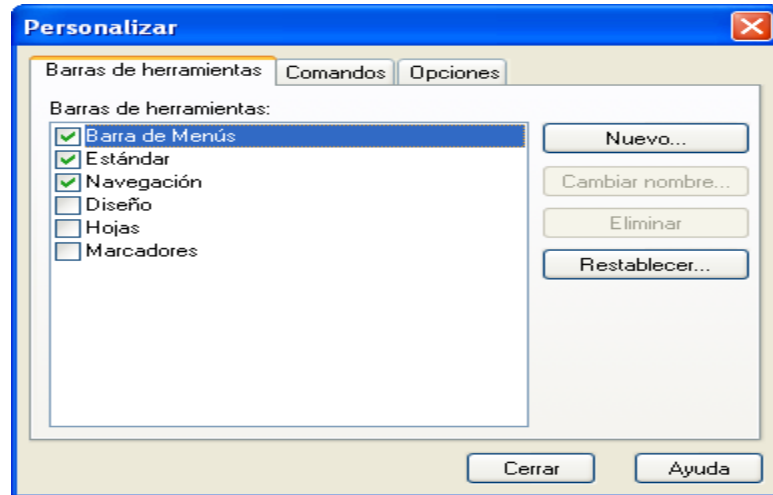 Personalizar
Barras de herramientas Comandos Opciones
Barras de herramientas:
Barra de Menús
Estándar
Navegación
Diseño
Hojas
Marcadores
Nuevo...
Cambiar nombre...
Eliminar
Restablecer...
Cerrar Ayuda